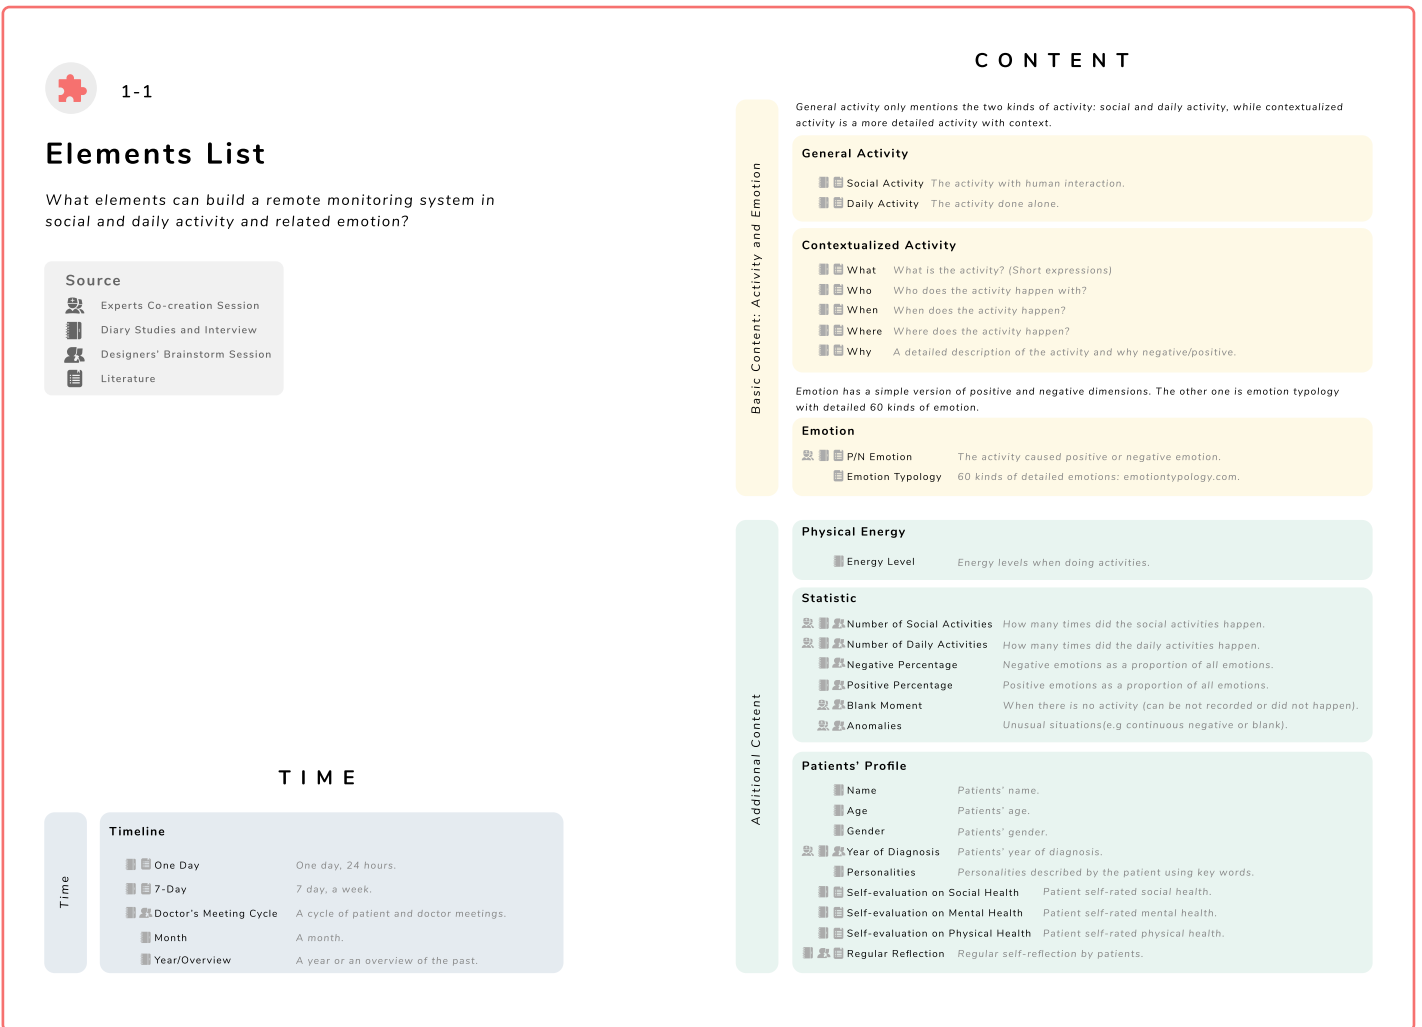 1-1
Elements List
What elements can build a remote monitoring system in
social and daily activity and related emotion?
Source
Experts Co-creation Session
Diary Studies and Interview
Designers’ Brainstorm Session
Literature
TIME
Time
Timeline
One Day One day, 24 hours.
7-Day 7 day, a week.
Doctor’s Meeting Cycle A cycle of patient and doctor meetings.
Month A month.
Year/Overview A year or an overview of the past.
CONTENT
Basic Content: Activity and Emotion
General activity only mentions the two kinds of activity: social and daily activity, while contextualized
activity is a more detailed activity with context.
General Activity
Social Activity The activity with human interaction.
Daily Activity The activity done alone.
Contextualized Activity
What What is the activity? (Short expressions)
Who Who does the activity happen with?
When When does the activity happen?
Where Where does the activity happen?
Why A detailed description of the activity and why negative/positive.
Emotion has a simple version of positive and negative dimensions. The other one is emotion typology
with detailed 60 kinds of emotion.
Emotion
P/N Emotion The activity caused positive or negative emotion.
Emotion Typology 60 kinds of detailed emotions: emotiontypology.com.
Additional Content
Physical Energy
Energy Level Energy levels when doing activities.
Statistic
Number of Social Activities How many times did the social activities happen.
Number of Daily Activities How many times did the daily activities happen.
Negative Percentage Negative emotions as a proportion of all emotions.
Positive Percentage Positive emotions as a proportion of all emotions.
Blank Moment When there is no activity (can be not recorded or did not happen).
Anomalies Unusual situations(e.g continuous negative or blank).
Patients’ Profile
Name Patients’ name.
Age Patients’ age.
Gender Patients’ gender.
Year of Diagnosis Patients’ year of diagnosis.
Personalities Personalities described by the patient using key words.
Self-evaluation on Social Health Patient self-rated social health.
Self-evaluation on Mental Health Patient self-rated mental health.
Self-evaluation on Physical Health Patient self-rated physical health.
Regular Reflection Regular self-reflection by patients.